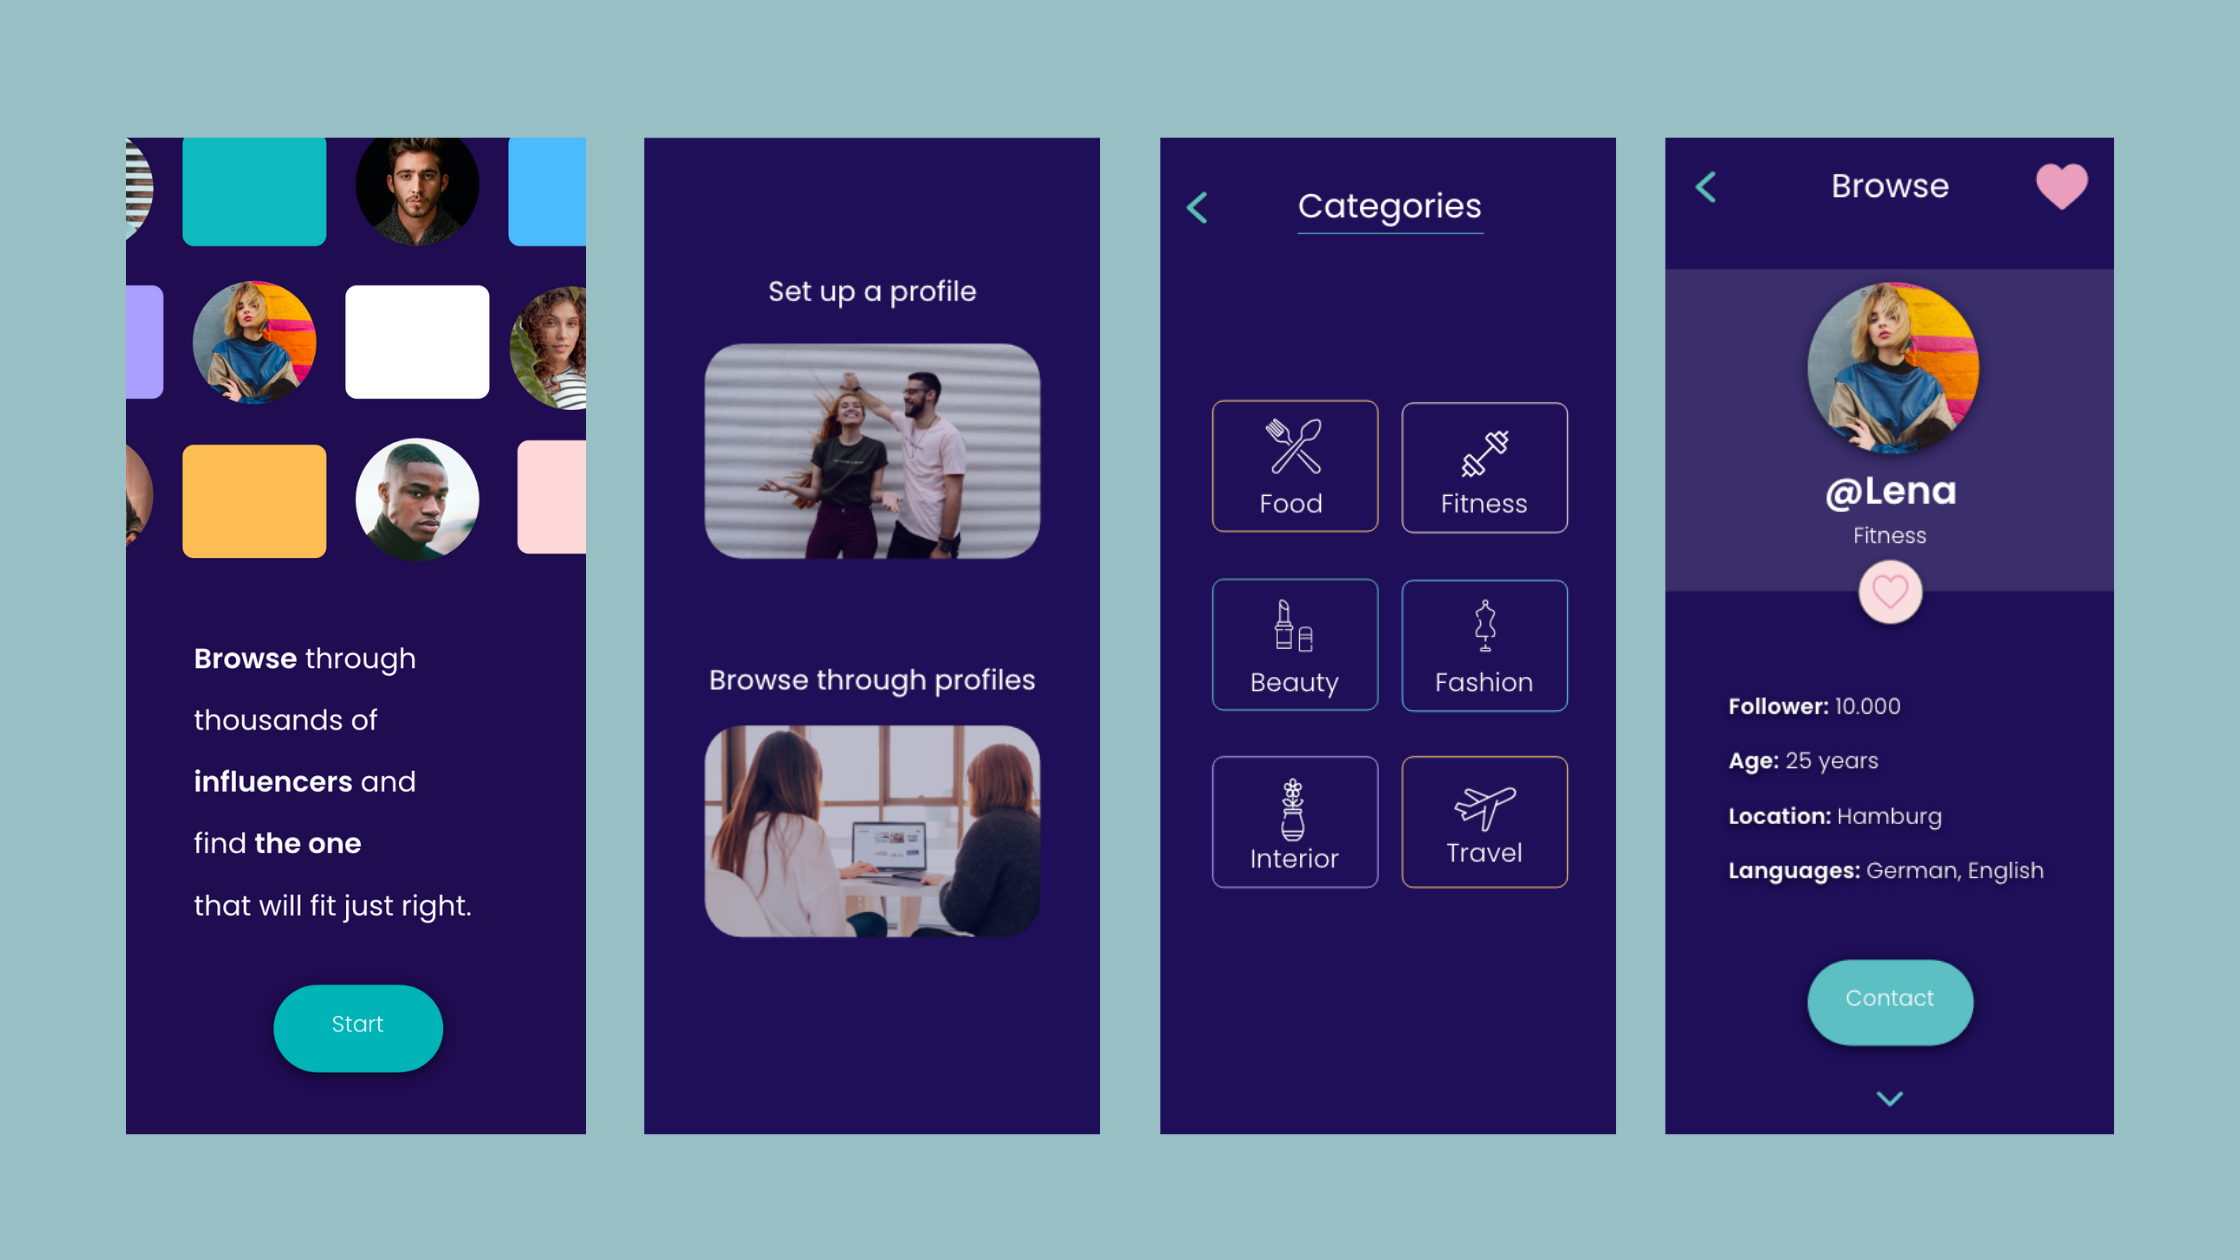 Browse through
thousands of
influencers and
find the one
that will fit just right.
Start
Set up a profile
Browse through profiles
Categories
Food
Fitness
Beauty
Fashion
Interior
Travel
Browse
@Lena
Fitness
Follower: 10.000
Age: 25 years
Location: Hamburg
Languages: German, English
Contact